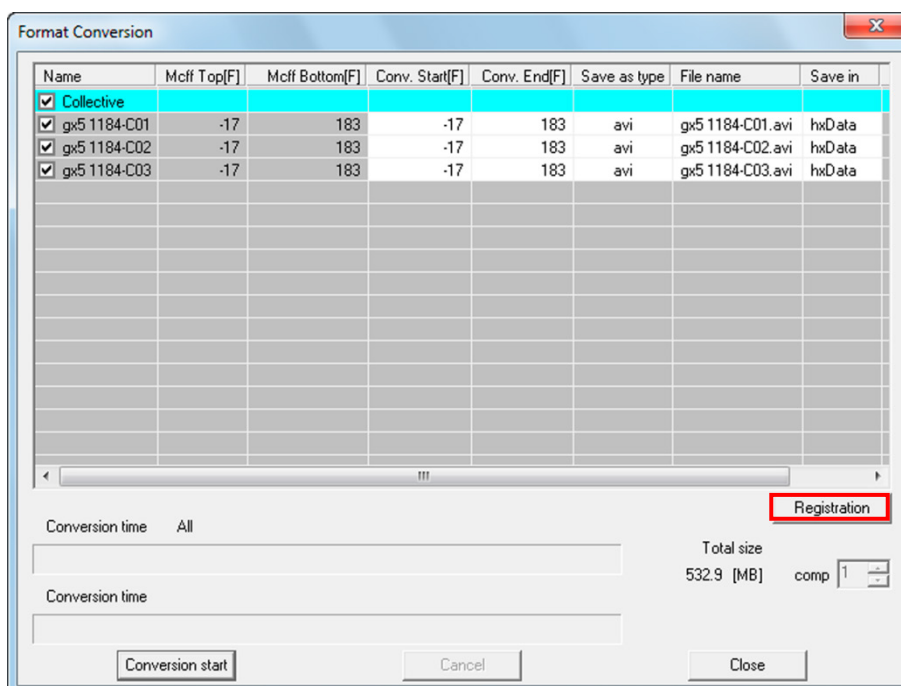 Format Conversion
Name Mcff Top[F] Mcff Bottom[F] Conv. Start[F] Conv. End[F] Save as type File name Save in
Collective
gx5 1184-C01 -17 183 -17 183 avi gx5 1184-C01.avi hxData
gx5 1184-C02 -17 183 -17 183 avi gx5 1184-C02.avi hxData
gx5 1184-C03 -17 183 -17 183 avi gx5 1184-C03.avi hxData
Registration
Conversion time All
Total size
532.9 [MB] comp 1
Conversion time
Conversion start Cancel Close